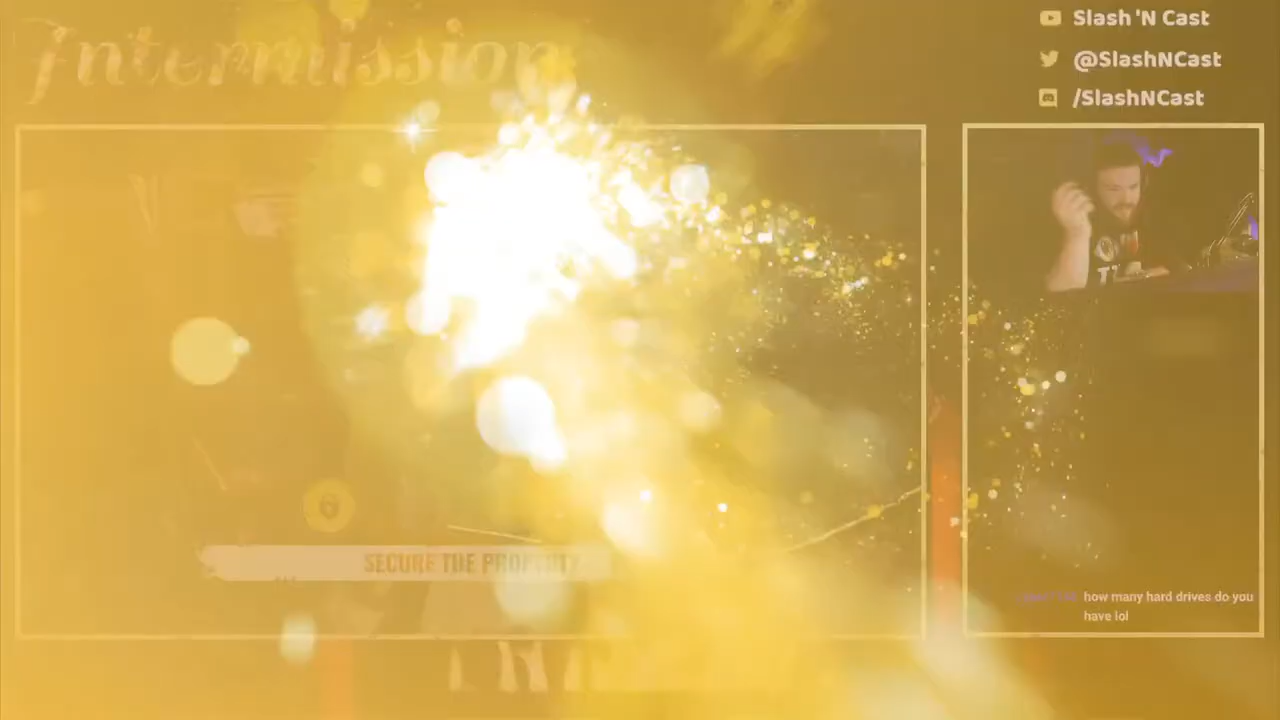 Intermission
Slash 'N Cast
@SlashNCast
/SlashNCast
SECURE THE PROPERTY
how many hard drives do you
have lol